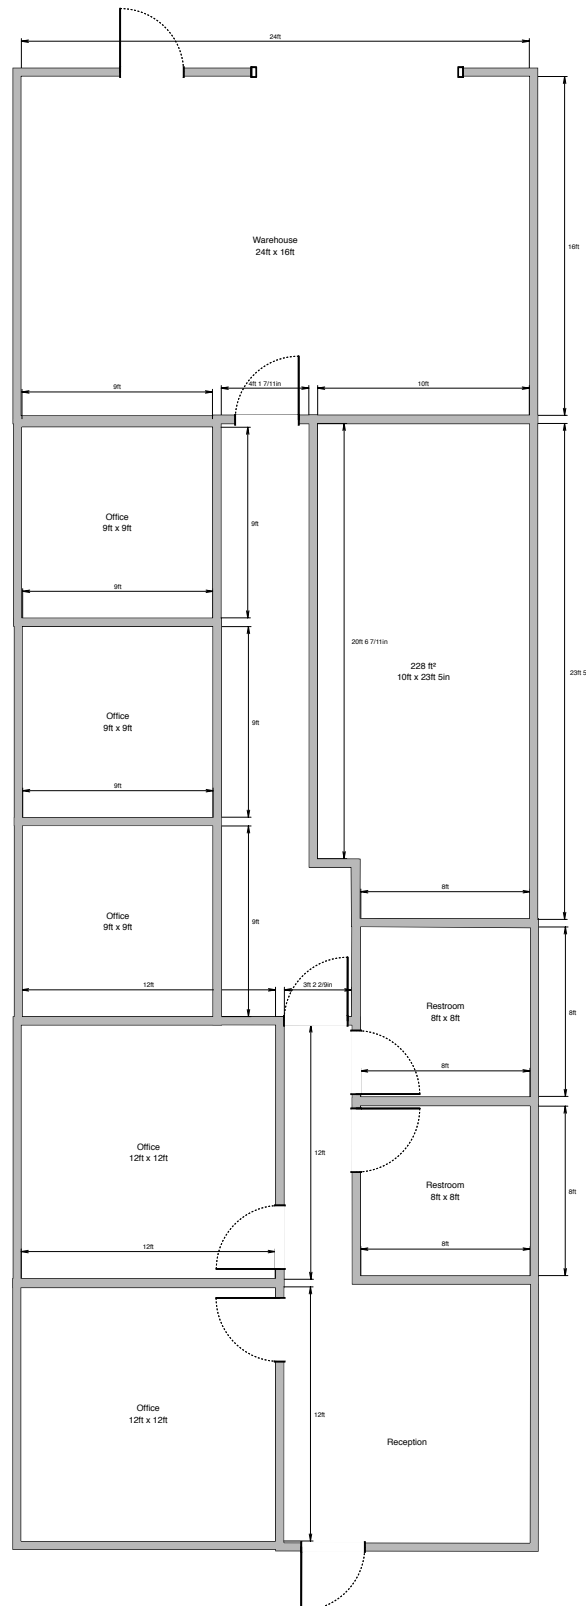 24ft
Warehouse
24ft x 16ft
16ft
9ft
4ft 1 7/11in
10ft
Office
9ft x 9ft
9ft
9ft
20ft 6 7/11in
228 ft²
10ft x 23ft 5in
23ft 5
Office
9ft x 9ft
9ft
9ft
Office
9ft x 9ft
9ft
8ft
12ft
3ft 2 2/9in
Restroom
8ft x 8ft
8ft
8ft
Office
12ft x 12ft
12ft
Restroom
8ft x 8ft
8ft
12ft
8ft
Office
12ft x 12ft
12ft
Reception